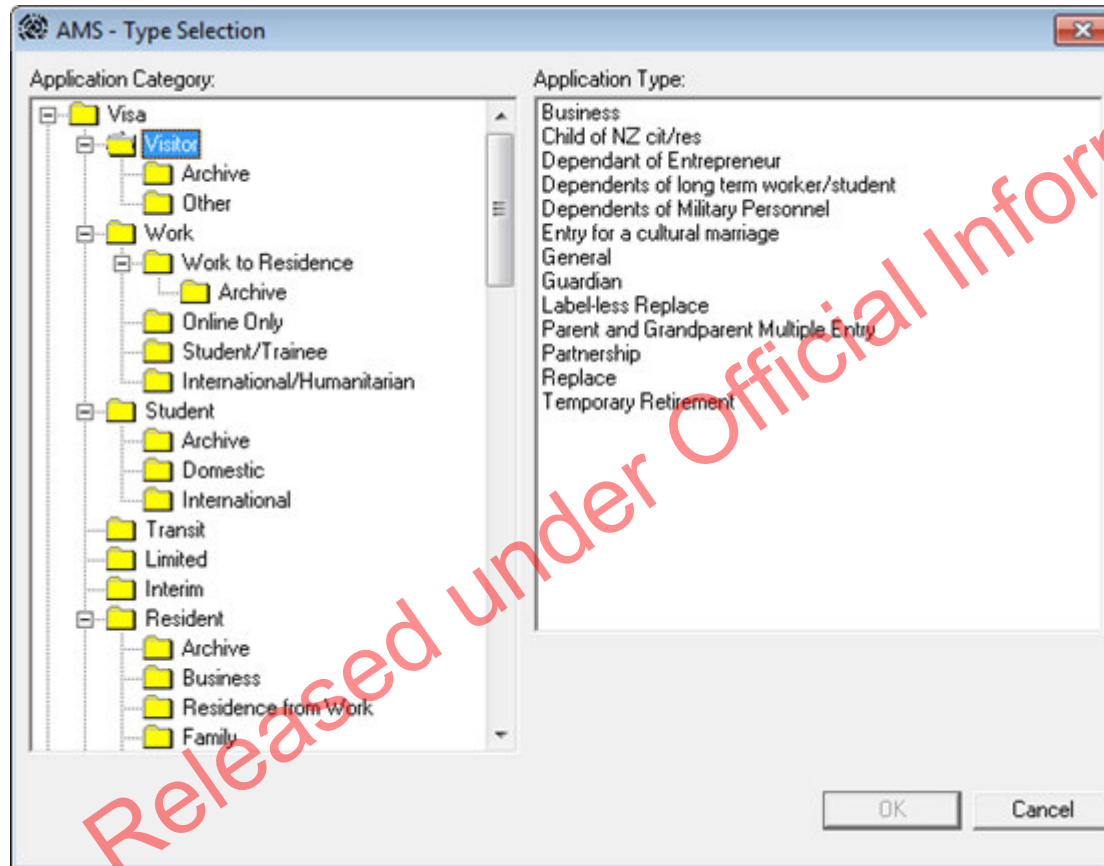 AMS - Type Selection
Application Category:
Visa
Visitor
Archive
Other
Work
Work to Residence
Archive
Online Only
Student/Trainee
International/Humanitarian
Student
Archive
Domestic
International
Transit
Limited
Interim
Resident
Archive
Business
Residence from Work
Family
Application Type:
Business
Child of NZ cit/res
Dependant of Entrepreneur
Dependents of long term worker/student
Dependents of Military Personnel
Entry for a cultural marriage
General
Guardian
Label-less Replace
Parent and Grandparent Multiple Entry
Partnership
Replace
Temporary Retirement
OK
Cancel
Released under Official Infor